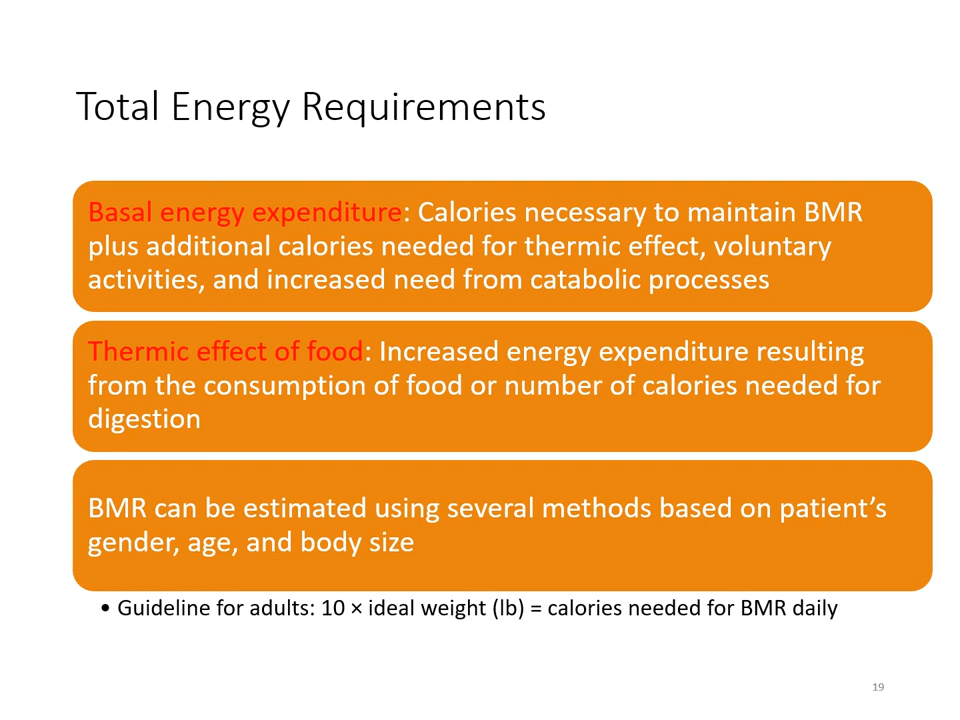 Total Energy Requirements
Basal energy expenditure: Calories necessary to maintain BMR
plus additional calories needed for thermic effect, voluntary
activities, and increased need from catabolic processes
Thermic effect of food: Increased energy expenditure resulting
from the consumption of food or number of calories needed for
digestion
BMR can be estimated using several methods based on patient’s
gender, age, and body size
• Guideline for adults: 10 × ideal weight (lb) = calories needed for BMR daily
19